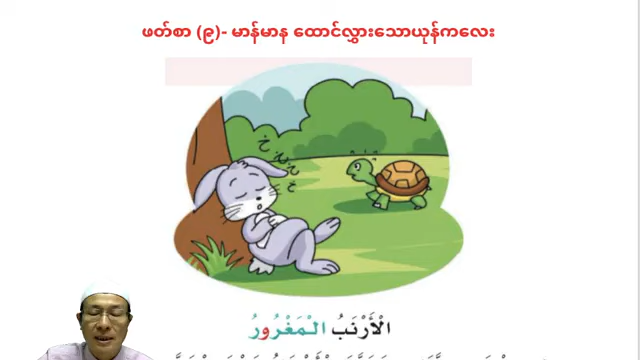 ဖတ်စာ (၉)- မာန်မာန ထောင်လွှားသောယုန်ကလေး
خ
خ
خ
خ
الْأَرْنَبُ الْمَغْرُورُ